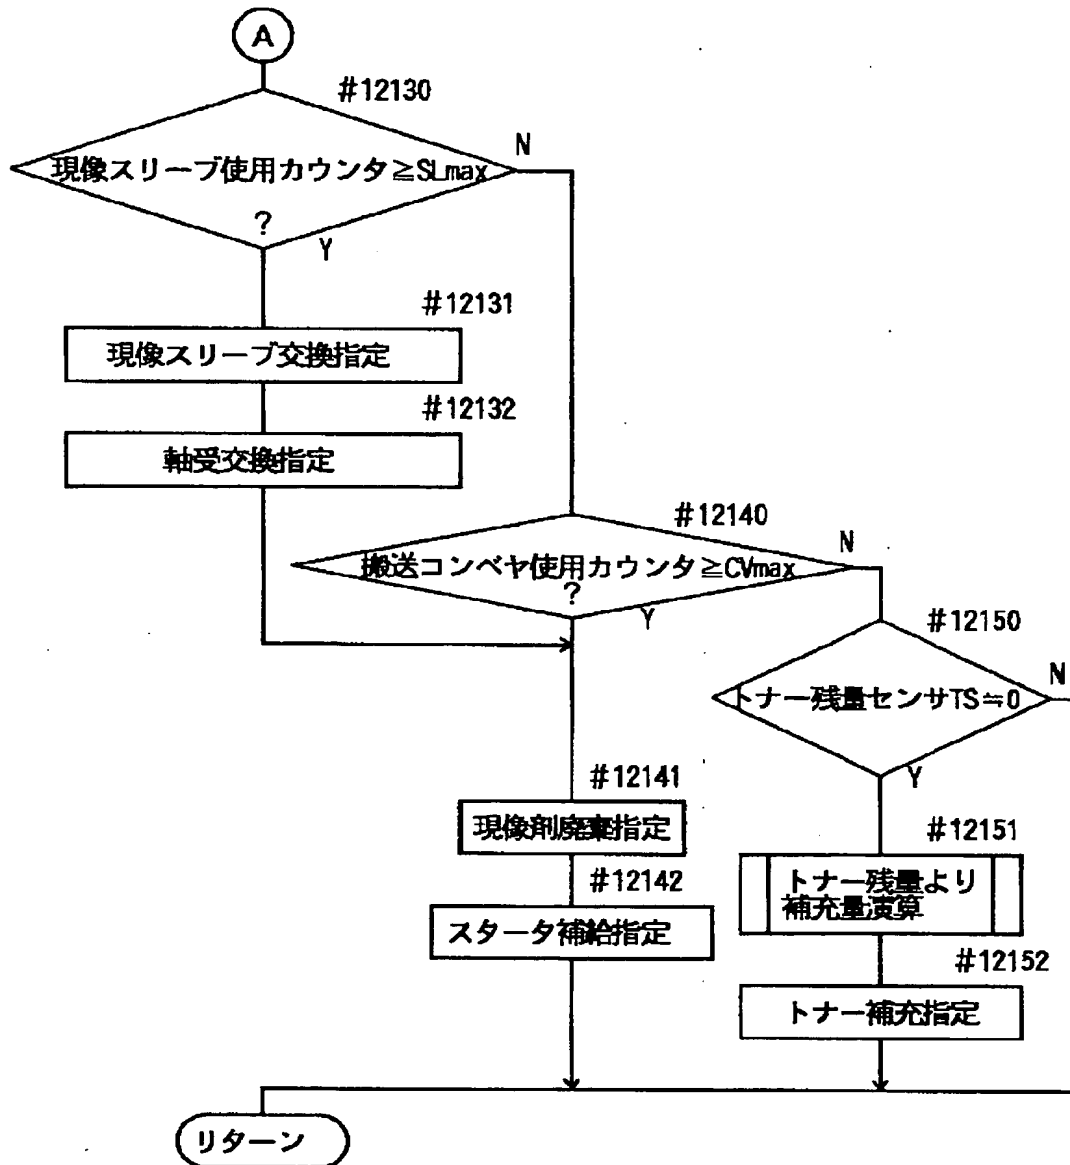 A
#12130
N
現像スリーブ使用カウンタ≧SLmax
?
Y
#12131
現像スリーブ交換指定
#12132
軸受交換指定
#12140
N
搬送コンベヤ使用カウンタ≧CVmax
?
Y
#12150
N
トナー残量センサTS≒0
Y
#12141
現像剤廃棄指定
#12151
トナー残量より
補充量演算
#12142
スタータ補給指定
#12152
トナー補充指定
リターン